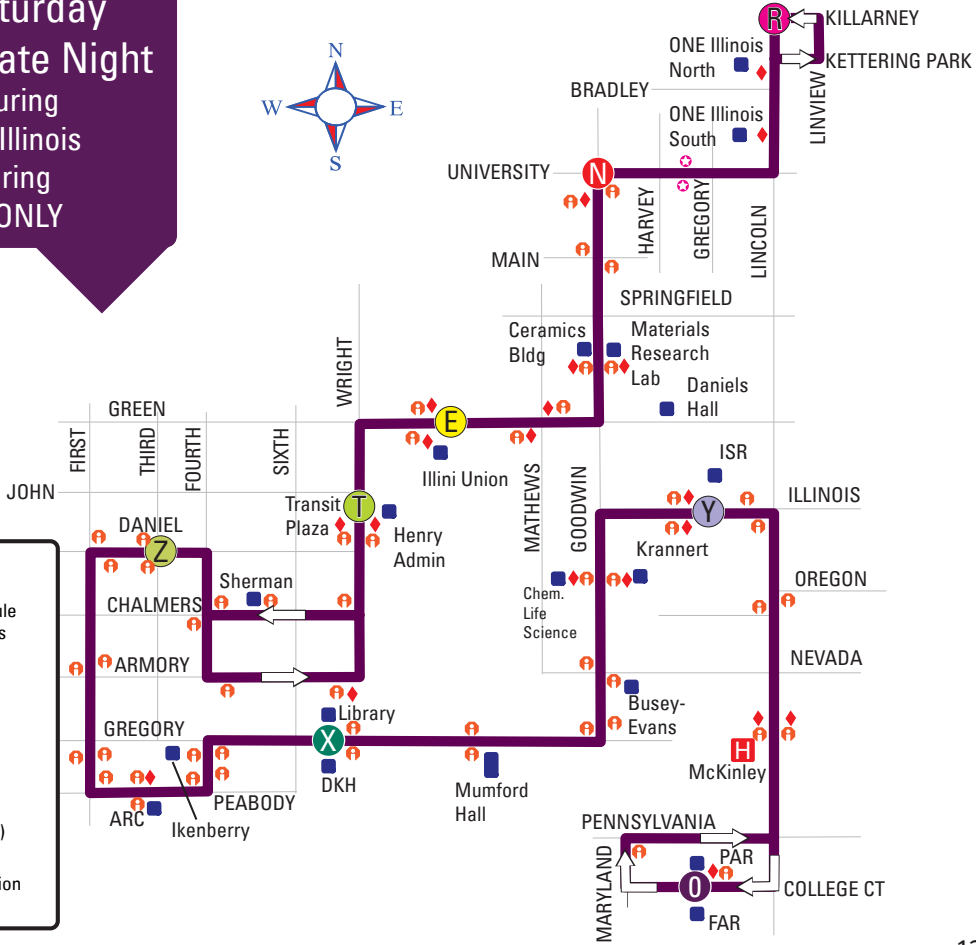 turday
ate Night
uring
Illinois
ring
ONLY
N
W
E
S
R
KILLARNEY
KETTERING PARK
LINVIEW
ONE Illinois
North
BRADLEY
ONE Illinois
South
UNIVERSITY
N
HARVEY
GREGORY
LINCOLN
MAIN
SPRINGFIELD
Ceramics
Bldg
Materials
Research
Lab
Daniels
Hall
WRIGHT
GREEN
E
Illini Union
FIRST
THIRD
FOURTH
SIXTH
JOHN
Transit
Plaza
T
Henry
Admin
MATHEWS
GOODWIN
ISR
Y
ILLINOIS
Krannert
DANIEL
Z
Sherman
CHALMERS
Chem.
Life
Science
OREGON
ARMORY
NEVADA
Busey-
Evans
GREGORY
Library
X
DKH
Mumford
Hall
H
McKinley
PEABODY
ARC
Ikenberry
PENNSYLVANIA
PAR
MARYLAND
O
COLLEGE CT
FAR
ule
s
)
ion